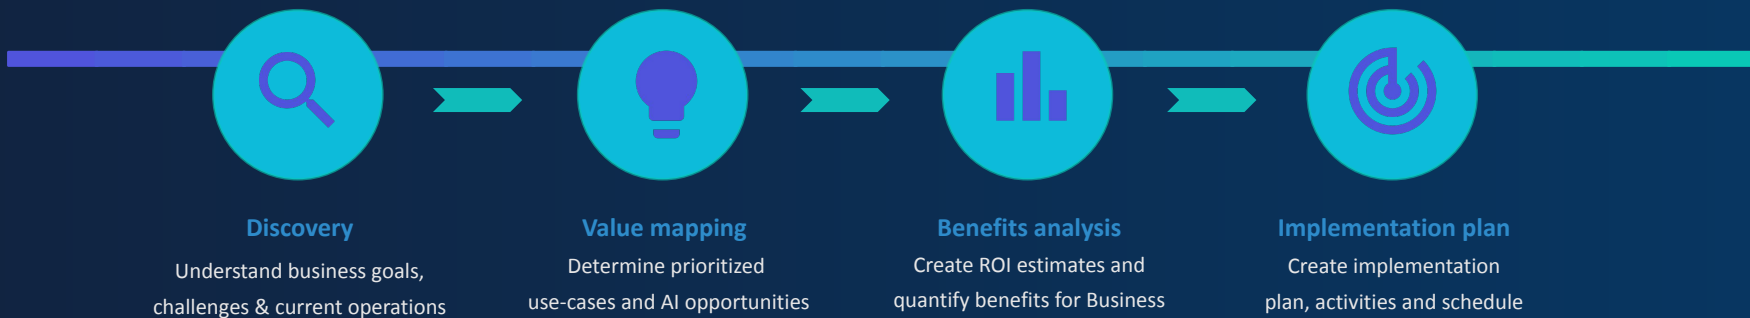 Discovery
Understand business goals,
challenges & current operations
Value mapping
Determine prioritized
use-cases and AI opportunities
Benefits analysis
Create ROI estimates and
quantify benefits for Business
Implementation plan
Create implementation
plan, activities and schedule